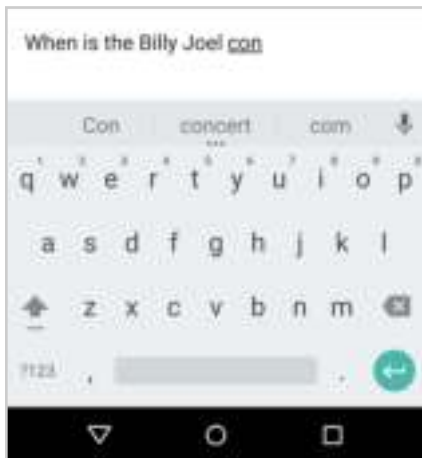 When is the Billy Joel con
Con concert com
q w e r t y u i o p
a s d f g h j k l
z x c v b n m
?123 , .